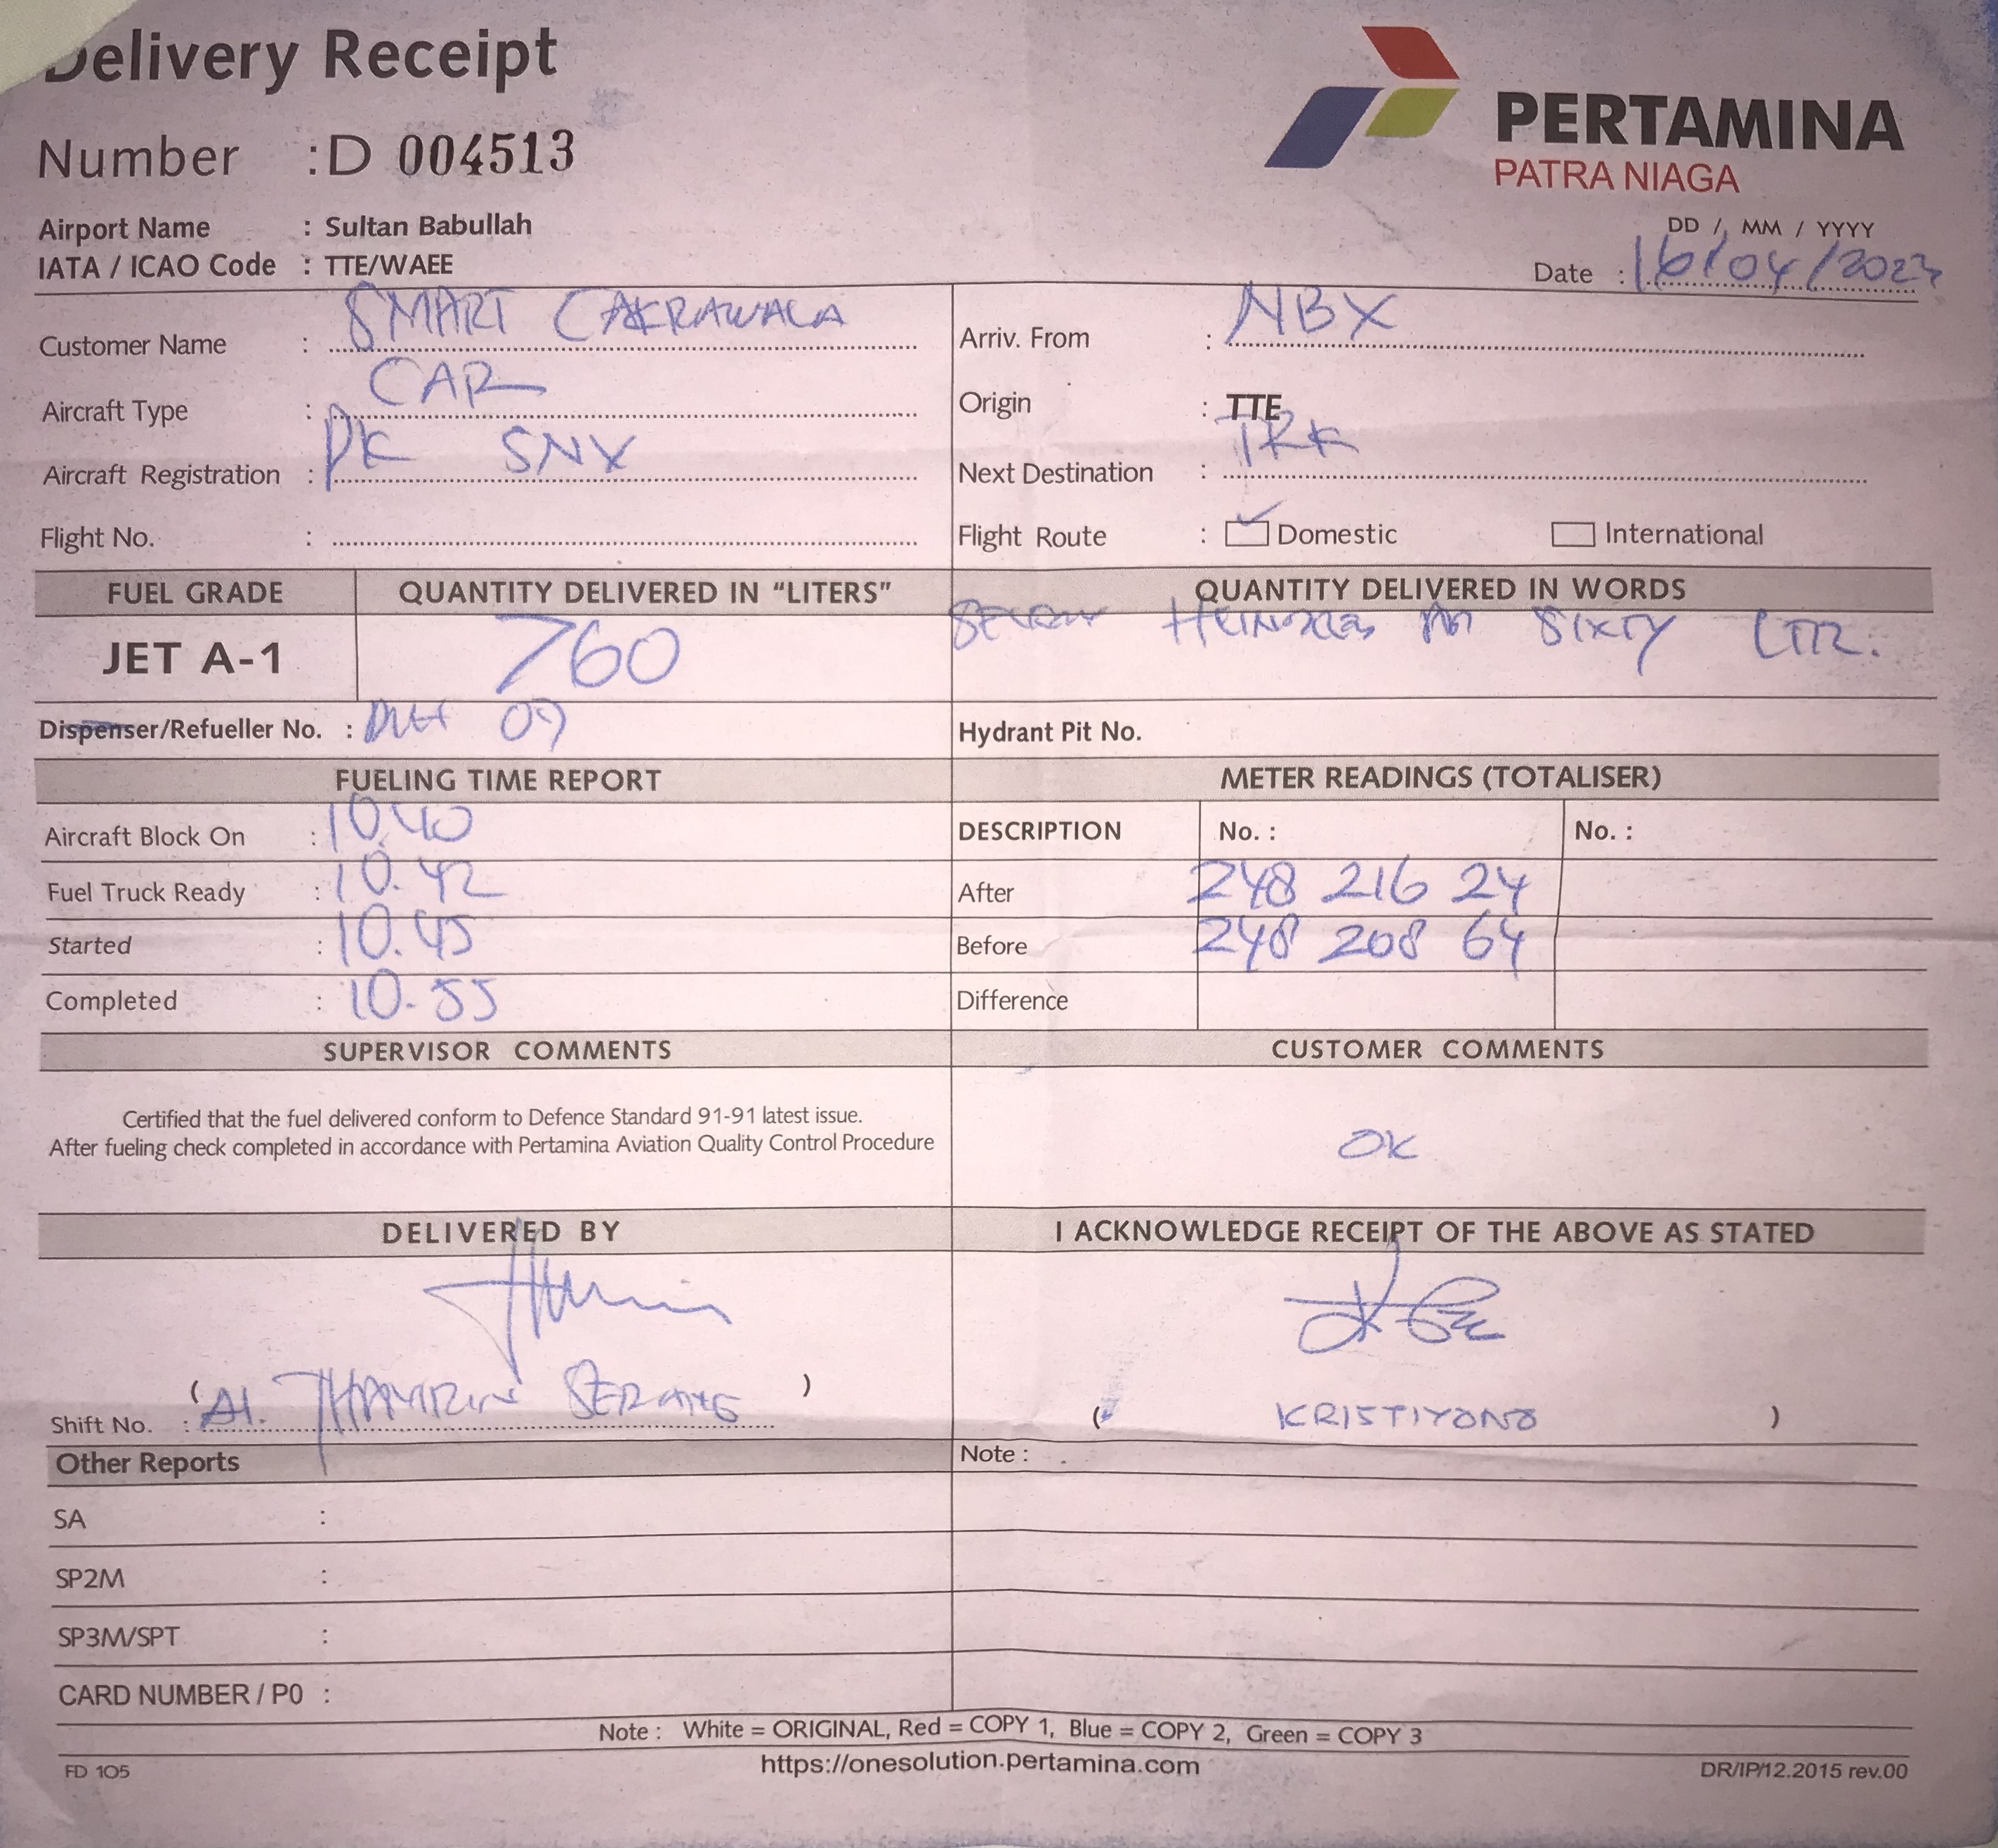 Delivery Receipt
PERTAMINA
PATRA NIAGA
Number : D 004513
Airport Name : Sultan Babullah
IATA / ICAO Code : TTE/WAEE
DD / MM / YYYY
Date : 16/04/2023
Customer Name : SMART CAKRAWALA
Arriv. From : NBX
Aircraft Type : CAR
Origin : TTE
Aircraft Registration : PK SNX
Next Destination : TRK
Flight No. :
Flight Route : Domestic International
FUEL GRADE QUANTITY DELIVERED IN “LITERS” QUANTITY DELIVERED IN WORDS
JET A-1 760 SIXTY LTR.
Dispenser/Refueller No. : 09
Hydrant Pit No.
FUELING TIME REPORT METER READINGS (TOTALISER)
Aircraft Block On : 10.40
DESCRIPTION No. : No. :
Fuel Truck Ready : 10.42
After 248 216 24
Started : 10.45
Before 248 208 64
Completed : 10.55
Difference
SUPERVISOR COMMENTS CUSTOMER COMMENTS
Certified that the fuel delivered conform to Defence Standard 91-91 latest issue.
After fueling check completed in accordance with Pertamina Aviation Quality Control Procedure
OK
DELIVERED BY I ACKNOWLEDGE RECEIPT OF THE ABOVE AS STATED
Shift No. : ( THAMRIN )
( KRISTIYONO )
Other Reports Note :
SA :
SP2M :
SP3M/SPT :
CARD NUMBER / P0 :
Note : White = ORIGINAL, Red = COPY 1, Blue = COPY 2, Green = COPY 3
https://onesolution.pertamina.com
FD 105 DR/IP/12.2015 rev.00